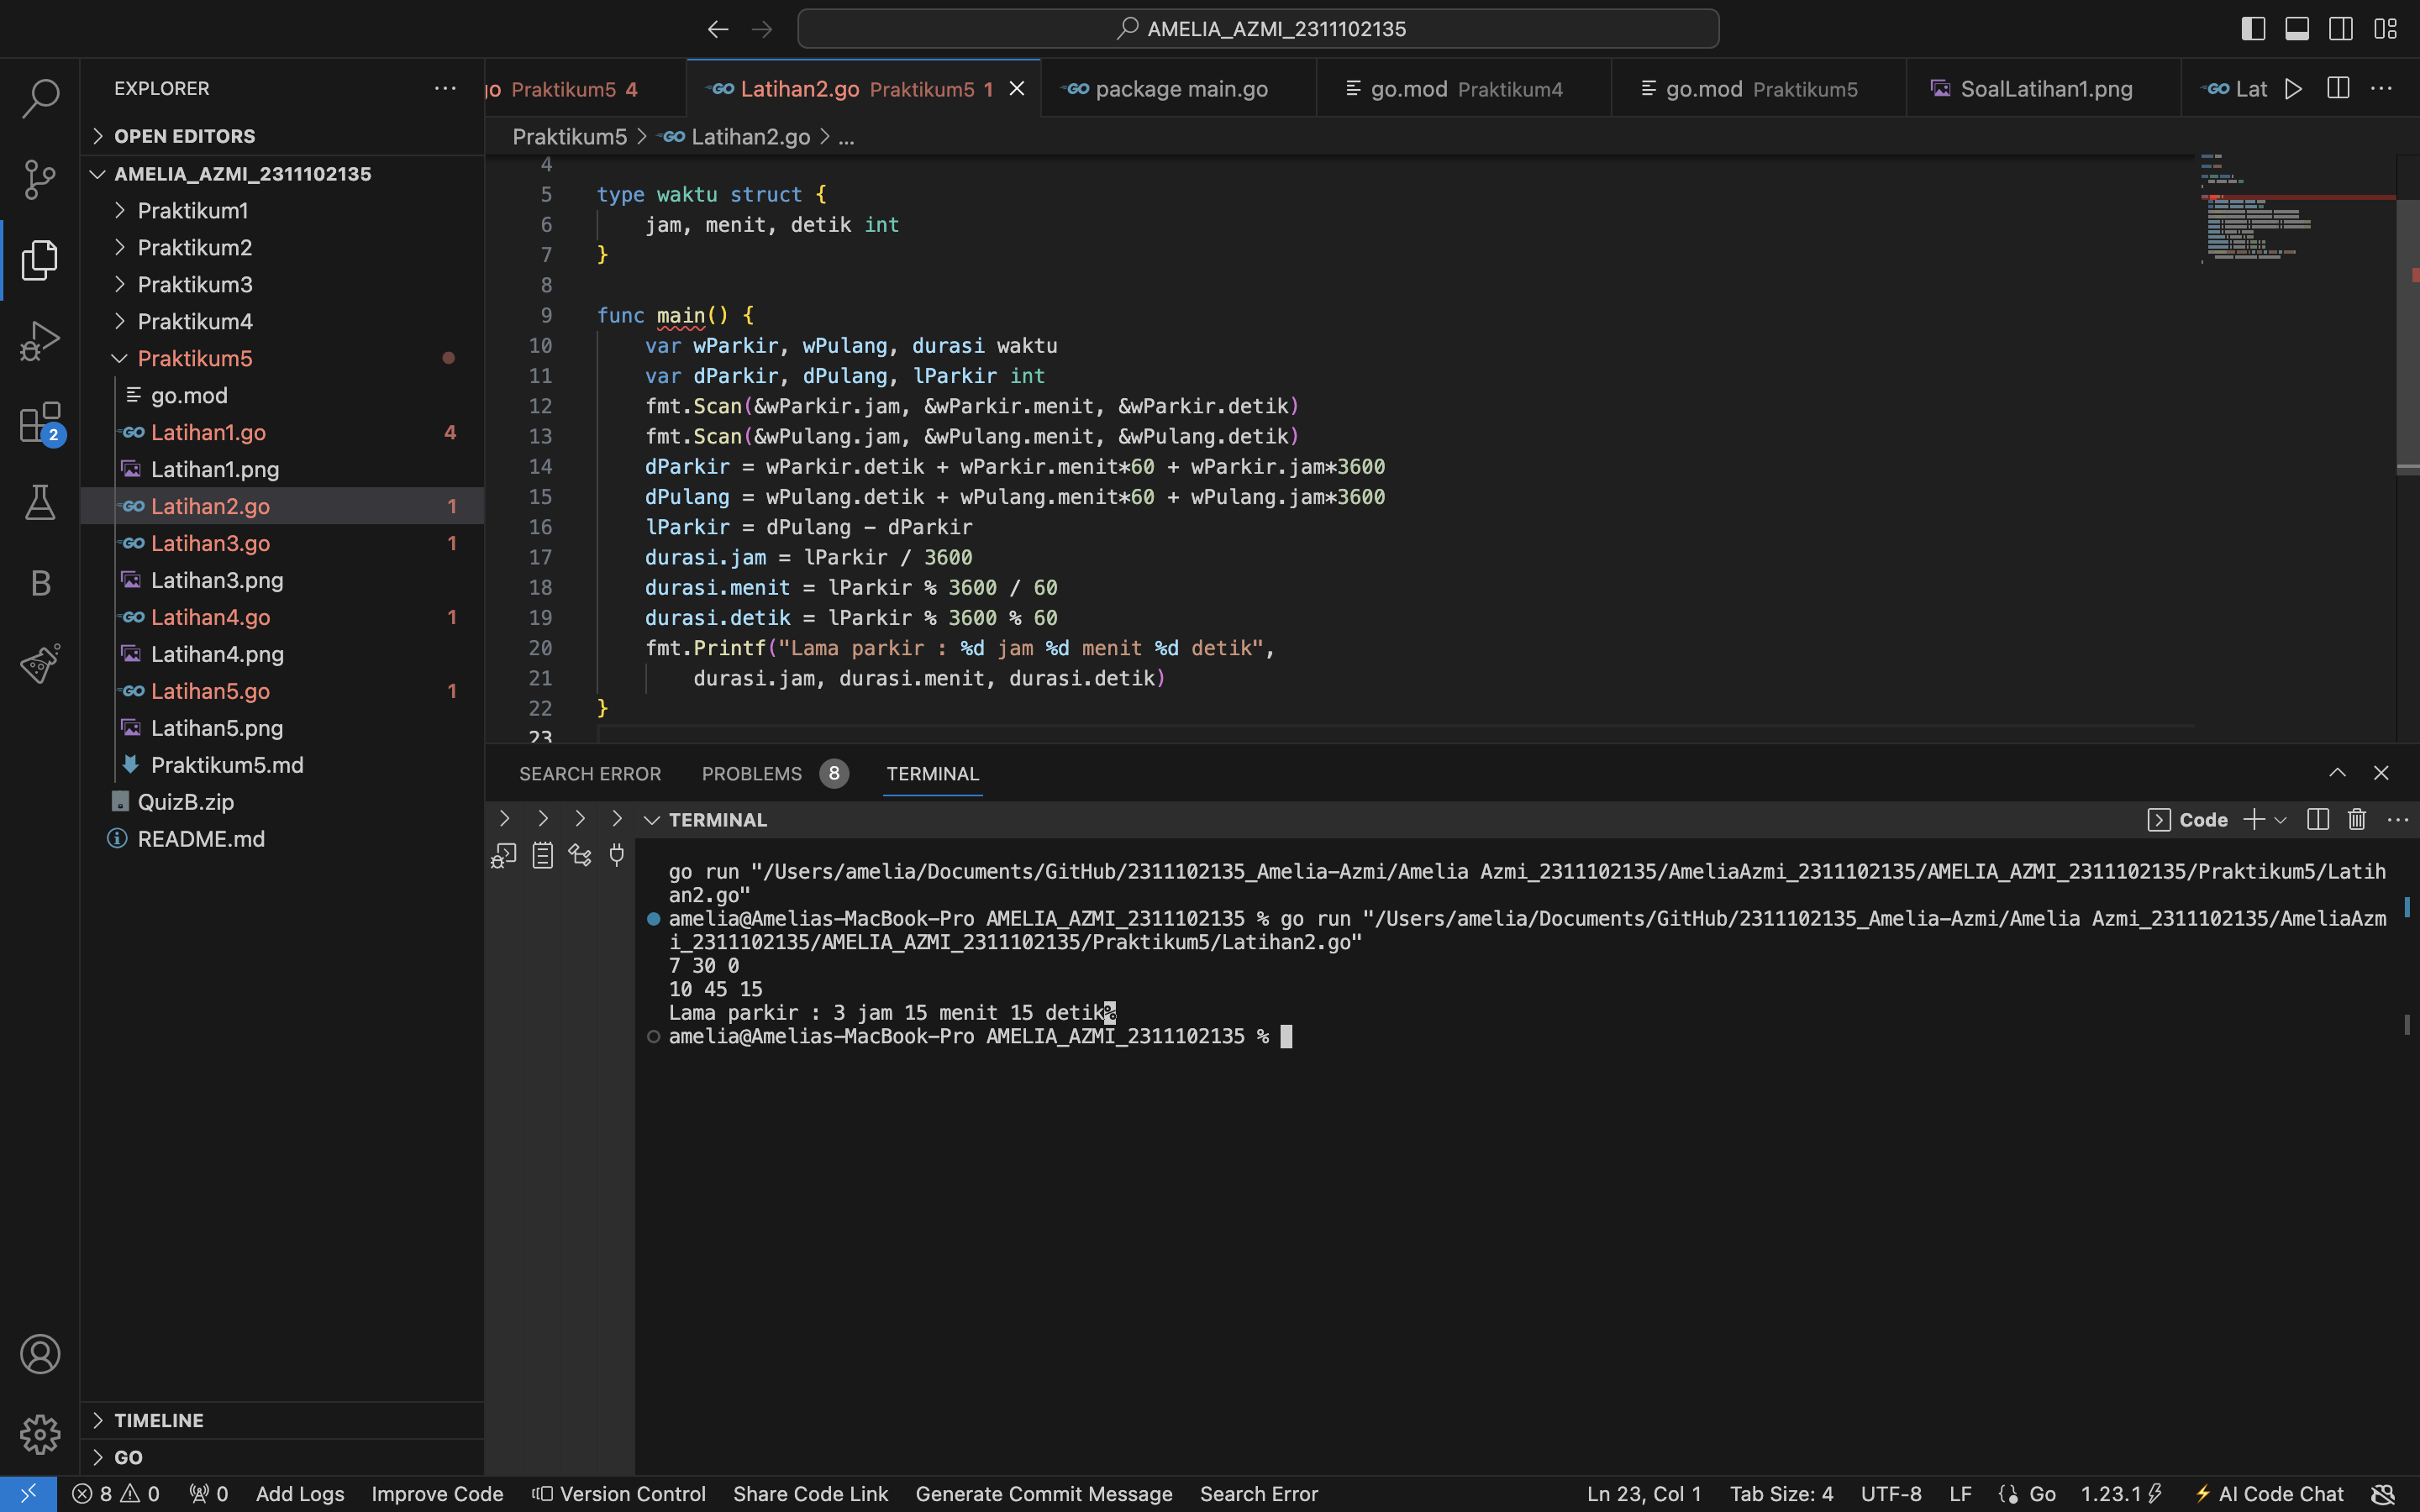 AMELIA_AZMI_2311102135
EXPLORER
OPEN EDITORS
AMELIA_AZMI_2311102135
Praktikum1
Praktikum2
Praktikum3
Praktikum4
Praktikum5
go.mod
Latihan1.go 4
Latihan1.png
Latihan2.go 1
Latihan3.go 1
Latihan3.png
Latihan4.go 1
Latihan4.png
Latihan5.go 1
Latihan5.png
Praktikum5.md
QuizB.zip
README.md
TIMELINE
GO
2
B
go Praktikum5 4
GO Latihan2.go Praktikum5 1
GO package main.go
go.mod Praktikum4
go.mod Praktikum5
SoalLatihan1.png
GO Lat
Praktikum5 > GO Latihan2.go > ...
4
5 type waktu struct {
6 jam, menit, detik int
7 }
8
9 func main() {
10 var wParkir, wPulang, durasi waktu
11 var dParkir, dPulang, lParkir int
12 fmt.Scan(&wParkir.jam, &wParkir.menit, &wParkir.detik)
13 fmt.Scan(&wPulang.jam, &wPulang.menit, &wPulang.detik)
14 dParkir = wParkir.detik + wParkir.menit*60 + wParkir.jam*3600
15 dPulang = wPulang.detik + wPulang.menit*60 + wPulang.jam*3600
16 lParkir = dPulang - dParkir
17 durasi.jam = lParkir / 3600
18 durasi.menit = lParkir % 3600 / 60
19 durasi.detik = lParkir % 3600 % 60
20 fmt.Printf("Lama parkir : %d jam %d menit %d detik",
21 durasi.jam, durasi.menit, durasi.detik)
22 }
23
SEARCH ERROR PROBLEMS 8 TERMINAL
TERMINAL
Code
go run "/Users/amelia/Documents/GitHub/2311102135_Amelia-Azmi/Amelia Azmi_2311102135/AmeliaAzmi_2311102135/AMELIA_AZMI_2311102135/Praktikum5/Latih
an2.go"
amelia@Amelias-MacBook-Pro AMELIA_AZMI_2311102135 % go run "/Users/amelia/Documents/GitHub/2311102135_Amelia-Azmi/Amelia Azmi_2311102135/AmeliaAzm
i_2311102135/AMELIA_AZMI_2311102135/Praktikum5/Latihan2.go"
7 30 0
10 45 15
Lama parkir : 3 jam 15 menit 15 detik%
amelia@Amelias-MacBook-Pro AMELIA_AZMI_2311102135 %
8 0 0 Add Logs Improve Code Version Control Share Code Link Generate Commit Message Search Error Ln 23, Col 1 Tab Size: 4 UTF-8 LF Go 1.23.1 AI Code Chat